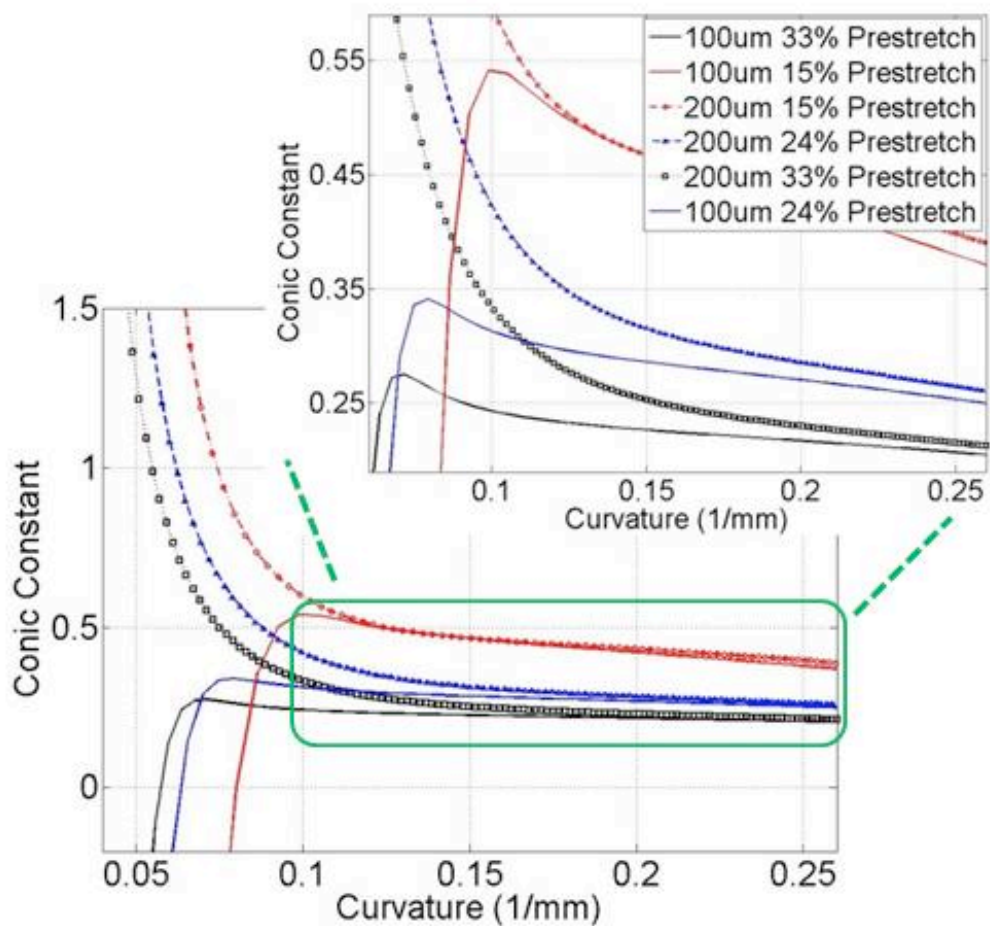 0.55
0.45
0.35
0.25
Conic Constant
100um 33% Prestretch
100um 15% Prestretch
200um 15% Prestretch
200um 24% Prestretch
200um 33% Prestretch
100um 24% Prestretch
0.1
0.15
0.2
0.25
Curvature (1/mm)
1.5
1
0.5
0
Conic Constant
0.05
0.1
0.15
0.2
0.25
Curvature (1/mm)